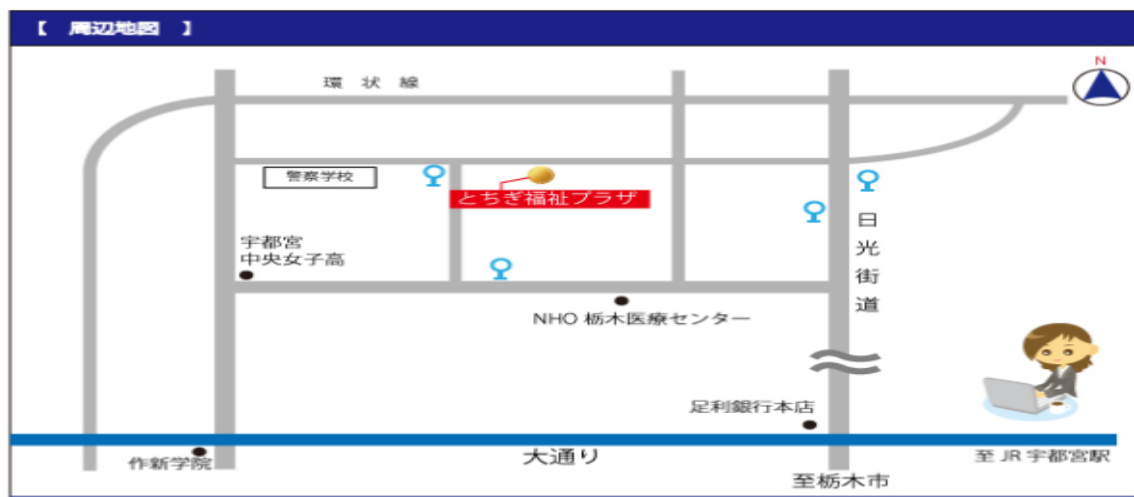 【 周辺地図 】
N
環状線
警察学校
とちぎ福祉プラザ
日光街道
宇都宮
中央女子高
NHO 栃木医療センター
足利銀行本店
作新学院
大通り
至 JR 宇都宮駅
至栃木市